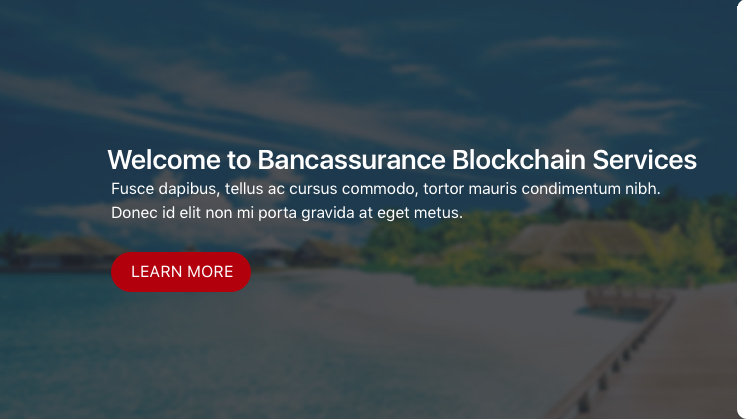 Welcome to Bancassurance Blockchain Services
Fusce dapibus, tellus ac cursus commodo, tortor mauris condimentum nibh.
Donec id elit non mi porta gravida at eget metus.
LEARN MORE